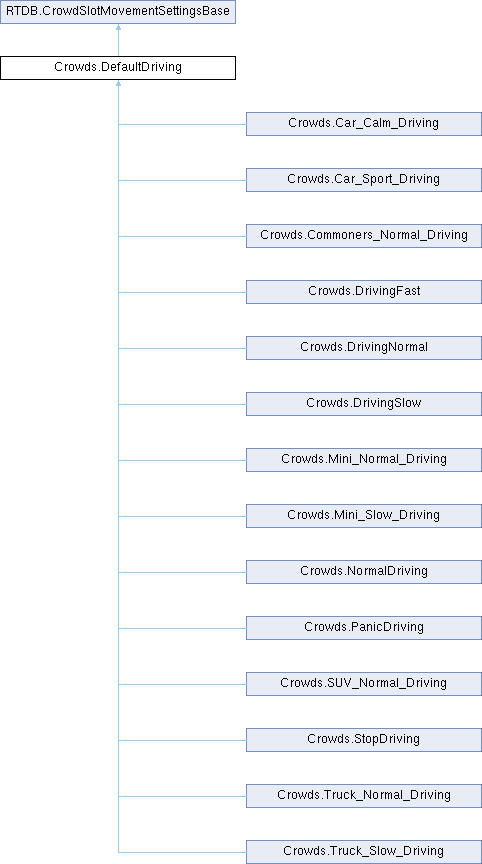 RTDB.CrowdSlotMovementSettingsBase
Crowds.DefaultDriving
Crowds.Car_Calm_Driving
Crowds.Car_Sport_Driving
Crowds.Commoners_Normal_Driving
Crowds.DrivingFast
Crowds.DrivingNormal
Crowds.DrivingSlow
Crowds.Mini_Normal_Driving
Crowds.Mini_Slow_Driving
Crowds.NormalDriving
Crowds.PanicDriving
Crowds.SUV_Normal_Driving
Crowds.StopDriving
Crowds.Truck_Normal_Driving
Crowds.Truck_Slow_Driving